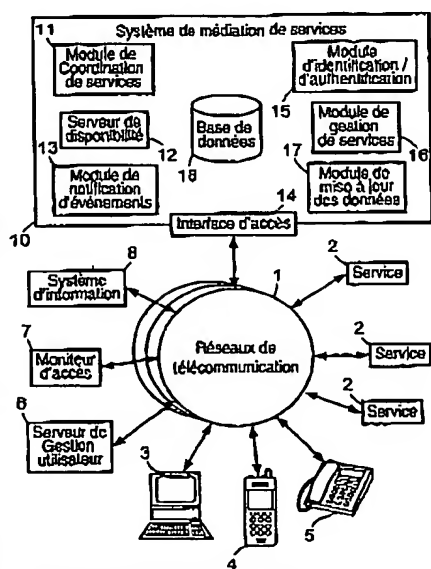 Système de médiation de services
11
Module de
Coordination
de services
Module
d'identification /
d'authentification
15
Serveur de
disponibilité
12
Base de
données
18
Module de
gestion
de services
16
13
Module de
notification
d'événements
17
Module de
mise à jour
des données
14
10
Interface d'accès
8
Système
d'information
1
2
Service
7
Moniteur
d'accès
Réseaux de
télécommunication
2
Service
6
Serveur de
Gestion
utilisateur
2
Service
3
4
5